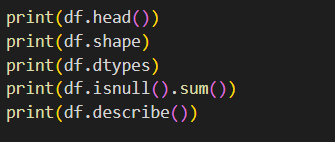 print(df.head())
print(df.shape)
print(df.dtypes)
print(df.isnull().sum())
print(df.describe())